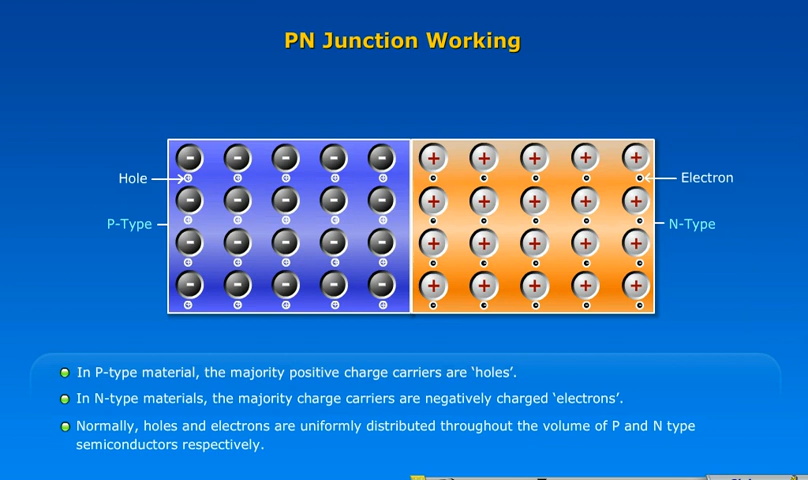 PN Junction Working
Hole
Electron
P-Type
N-Type
In P-type material, the majority positive charge carriers are ‘holes’.
In N-type materials, the majority charge carriers are negatively charged ‘electrons’.
Normally, holes and electrons are uniformly distributed throughout the volume of P and N type
semiconductors respectively.